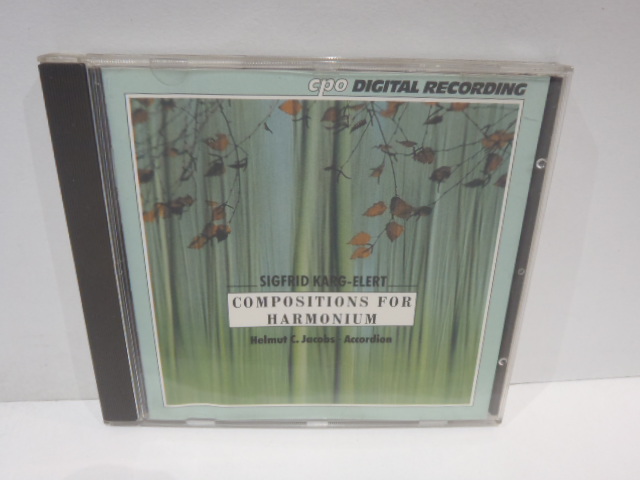 cpo DIGITAL RECORDING
SIGFRID KARG-ELERT
COMPOSITIONS FOR
HARMONIUM
Helmut C. Jacobs · Accordion